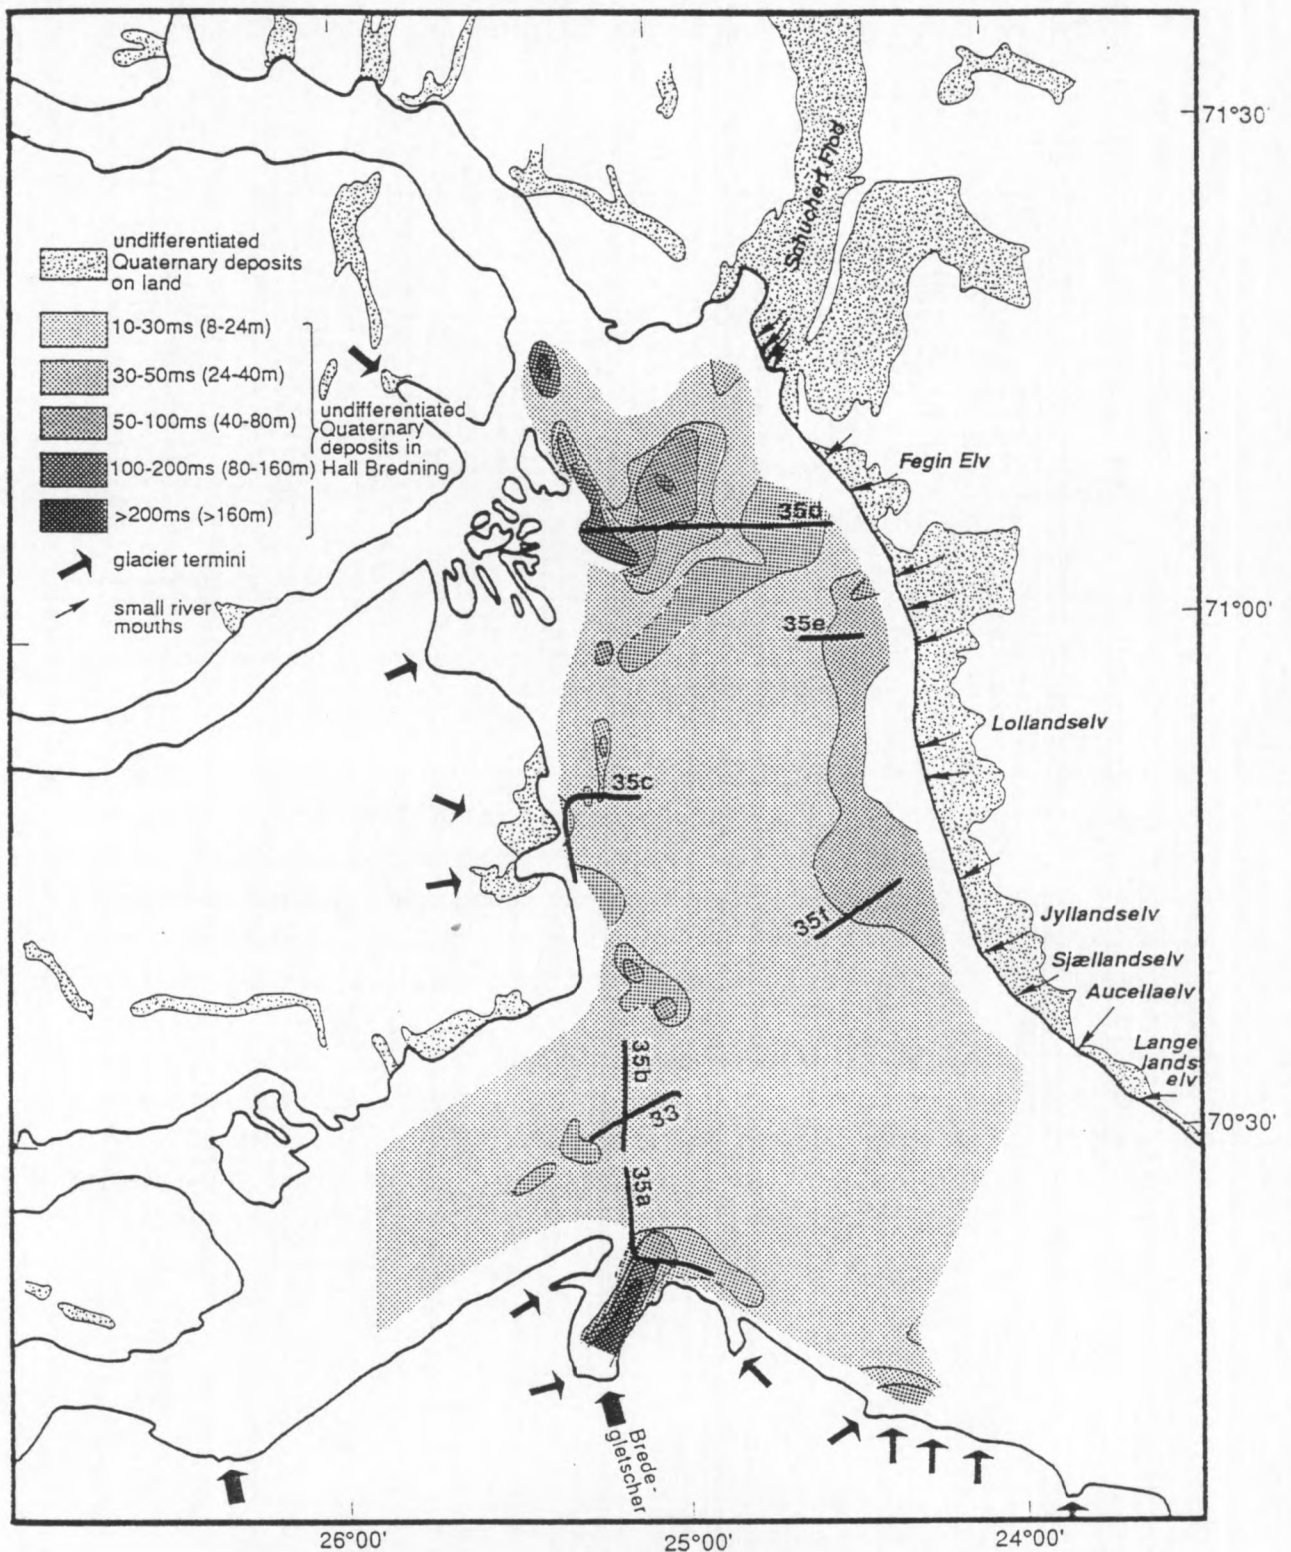 71°30'
Schuchert Flod
undifferentiated
Quaternary deposits
on land
10-30ms (8-24m)
30-50ms (24-40m)
50-100ms (40-80m)
100-200ms (80-160m)
>200ms (>160m)
undifferentiated
Quaternary
deposits in
Hall Bredning
glacier termini
small river
mouths
Fegin Elv
35d
71°00'
35e
Lollandselv
35c
35f
Jyllandselv
Sjællandselv
Aucellaelv
Lange
lands
elv
35b
33
70°30'
35a
Brede-
gletscher
26°00'
25°00'
24°00'